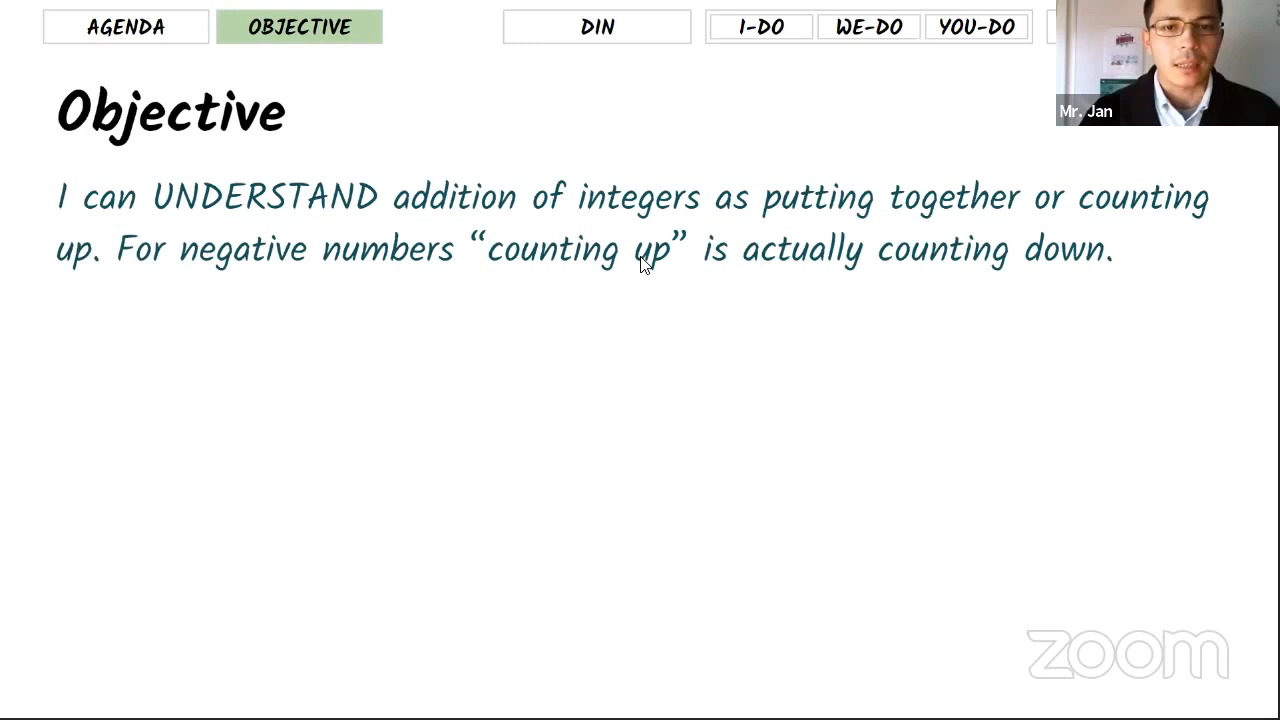 AGENDA
OBJECTIVE
DIN
I-DO
WE-DO
YOU-DO
Mr. Jan
Objective
I can UNDERSTAND addition of integers as putting together or counting
up. For negative numbers “counting up” is actually counting down.
zoom